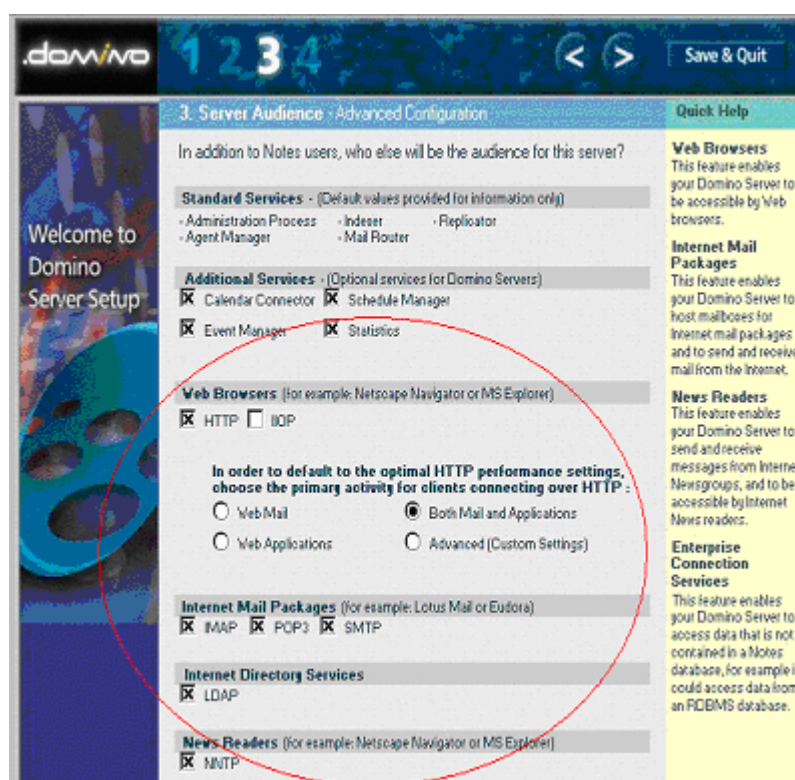 .domino
1 2 3 4
< >
Save & Quit
Welcome to
Domino
Server Setup
3. Server Audience - Advanced Configuration
In addition to Notes users, who else will be the audience for this server?
Standard Services - (Default values provided for information only)
- Administration Process - Indexer - Replicator
- Agent Manager - Mail Router
Additional Services - (Optional services for Domino Servers)
Calendar Connector Schedule Manager
Event Manager Statistics
Web Browsers (for example: Netscape Navigator or MS Explorer)
HTTP IIOP
In order to default to the optimal HTTP performance settings,
choose the primary activity for clients connecting over HTTP :
Web Mail Both Mail and Applications
Web Applications Advanced (Custom Settings)
Internet Mail Packages (for example: Lotus Mail or Eudora)
IMAP POP3 SMTP
Internet Directory Services
LDAP
News Readers (for example: Netscape Navigator or MS Explorer)
NNTP
Quick Help
Web Browsers
This feature enables
your Domino Server to
be accessible by Web
browsers.
Internet Mail
Packages
This feature enables
your Domino Server to
host mailboxes for
Internet mail packages
and to send and receive
mail from the Internet.
News Readers
This feature enables
your Domino Server to
send and receive
messages from Interne
Newsgroups, and to be
accessible by Internet
News readers.
Enterprise
Connection
Services
This feature enables
your Domino Server to
access data that is not
contained in a Notes
database, for example i
could access data from
an RDBMS database.